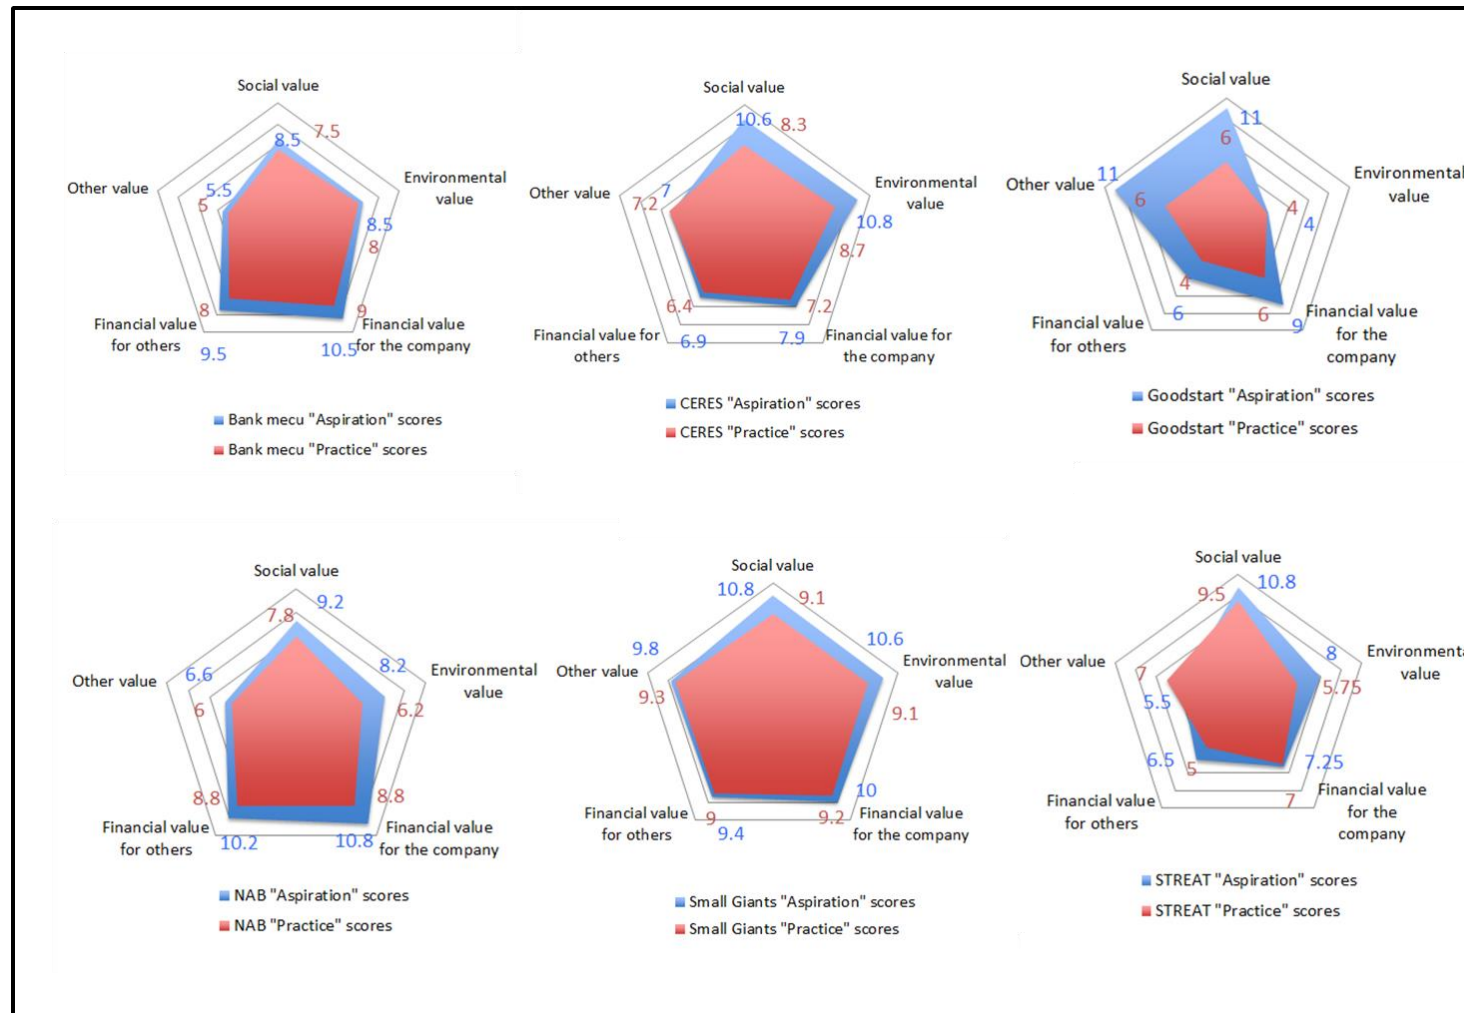 Social value
8.5
7.5
Environmental
value
8.5
8
Other value
5.5
5
Financial value
for others
8
9.5
Financial value
for the company
9
10.5
Bank mecu "Aspiration" scores
Bank mecu "Practice" scores
Social value
10.6
8.3
Environmental
value
10.8
8.7
Other value
7
7.2
Financial value for
others
6.4
6.9
Financial value for
the company
7.2
7.9
CERES "Aspiration" scores
CERES "Practice" scores
Social value
11
6
Environmental
value
4
4
Other value
11
6
Financial value
for others
4
6
Financial value
for the
company
6
9
Goodstart "Aspiration" scores
Goodstart "Practice" scores
Social value
9.2
7.8
Environmental
value
8.2
6.2
Other value
6.6
6
Financial value
for others
8.8
10.2
Financial value
for the company
8.8
10.8
NAB "Aspiration" scores
NAB "Practice" scores
Social value
10.8
9.1
Environmental
value
10.6
9.1
Other value
9.8
9.3
Financial value
for others
9
9.4
Financial value
for the company
10
9.2
Small Giants "Aspiration" scores
Small Giants "Practice" scores
Social value
10.8
9.5
Environmental
value
8
5.75
Other value
7
5.5
Financial value
for others
6.5
5
Financial value
for the
company
7.25
7
STREAT "Aspiration" scores
STREAT "Practice" scores